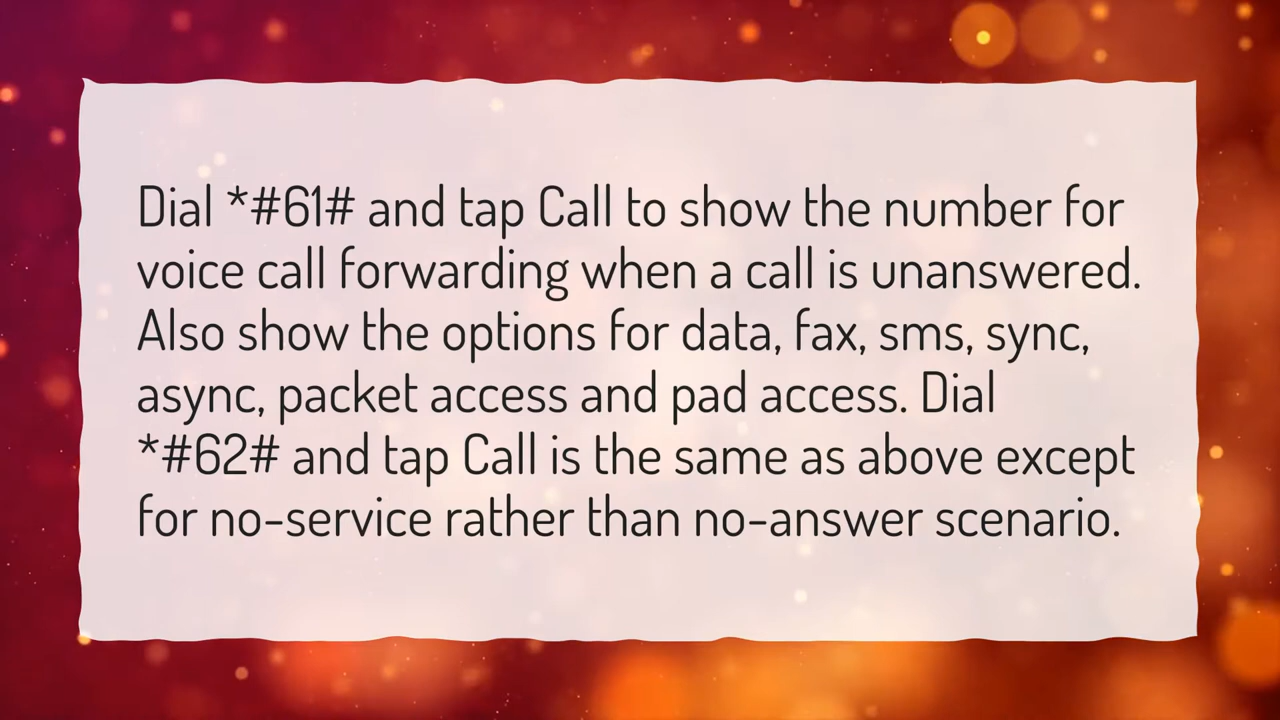 Dial *#61# and tap Call to show the number for
voice call forwarding when a call is unanswered.
Also show the options for data, fax, sms, sync,
async, packet access and pad access. Dial
*#62# and tap Call is the same as above except
for no-service rather than no-answer scenario.